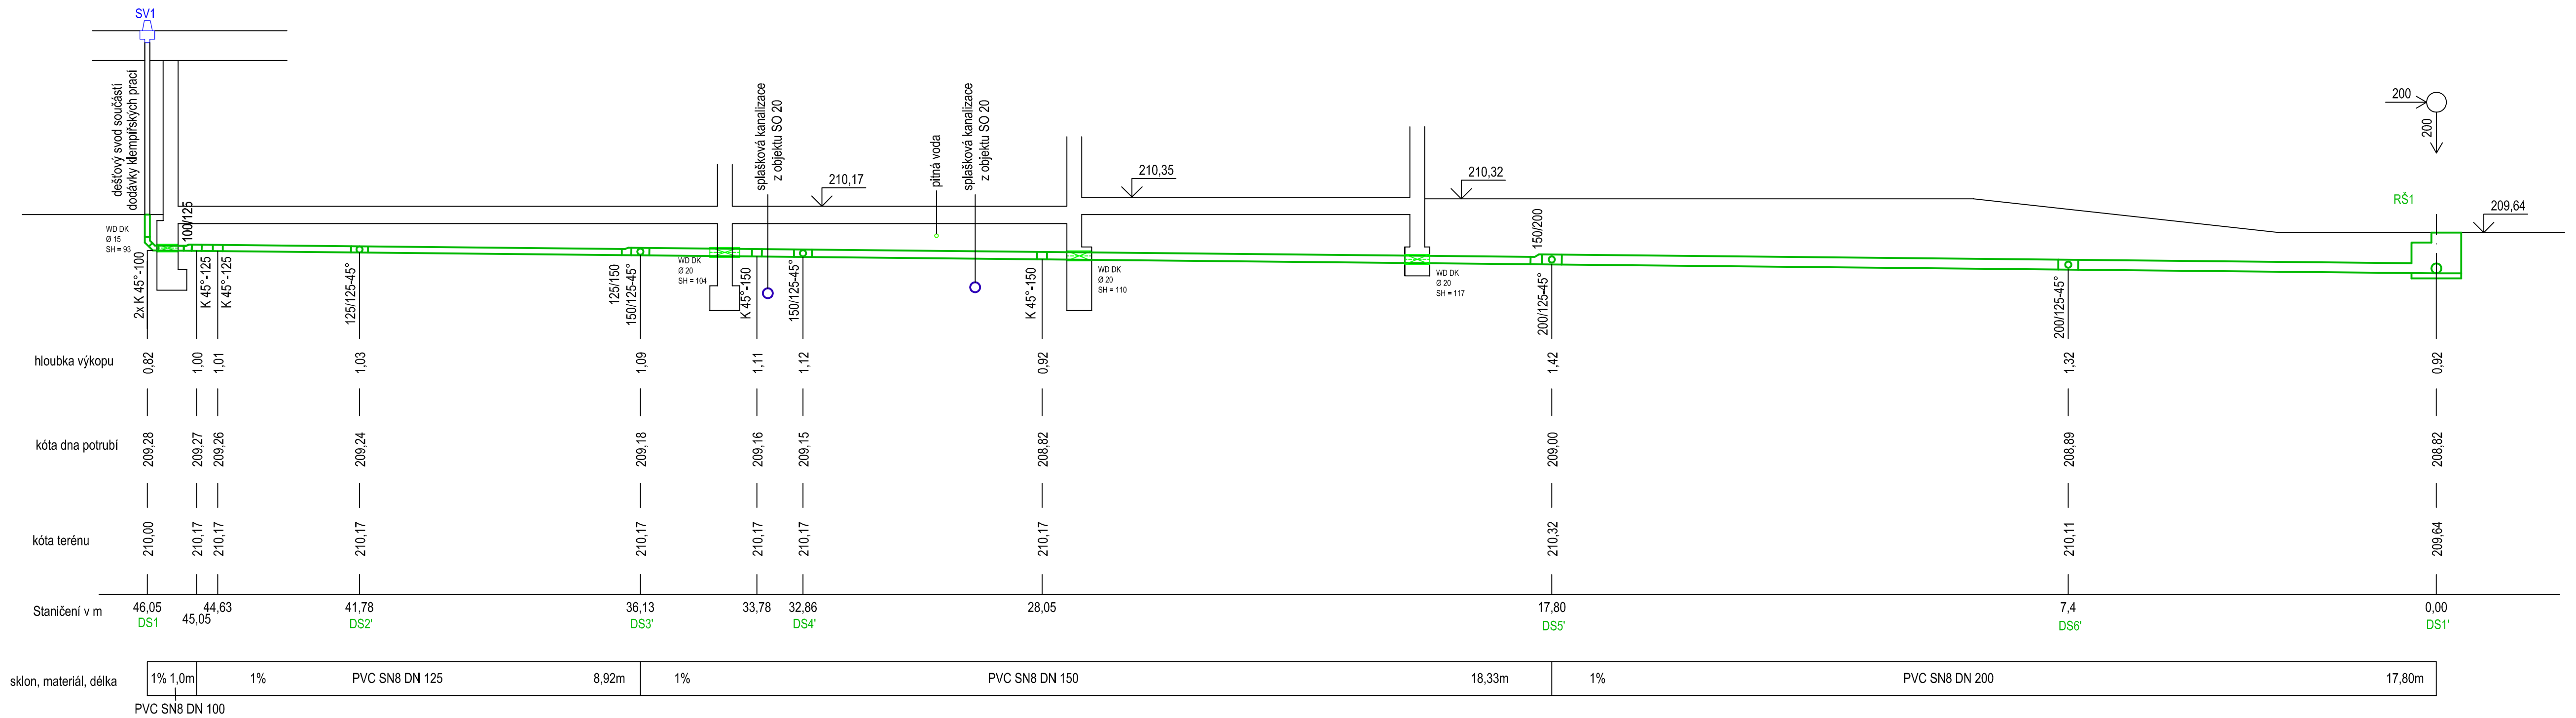 SV1
dešťový svod součástí
dodávky klempířských prací
splašková kanalizace
z objektu SO 20
pitná voda
splašková kanalizace
z objektu SO 20
200
200
210,17
210,35
210,32
RŠ1
209,64
WD DK
Ø 15
SH = 93
100/125
WD DK
Ø 20
SH = 104
WD DK
Ø 20
SH = 110
WD DK
Ø 20
SH = 117
150/200
2x K 45°-100
K 45°-125
K 45°-125
125/125-45°
125/150
150/125-45°
K 45°-150
150/125-45°
K 45°-150
200/125-45°
200/125-45°
hloubka výkopu 0,82 1,00 1,01 1,03 1,09 1,11 1,12 0,92 1,42 1,32 0,92
kóta dna potrubí 209,28 209,27 209,26 209,24 209,18 209,16 209,15 208,82 209,00 208,89 208,82
kóta terénu 210,00 210,17 210,17 210,17 210,17 210,17 210,17 210,17 210,32 210,11 209,64
Staničení v m 46,05 45,05 44,63 41,78 36,13 33,78 32,86 28,05 17,80 7,4 0,00
DS1 DS2' DS3' DS4' DS5' DS6' DS1'
sklon, materiál, délka 1% 1,0m 1% PVC SN8 DN 125 8,92m 1% PVC SN8 DN 150 18,33m 1% PVC SN8 DN 200 17,80m
PVC SN8 DN 100